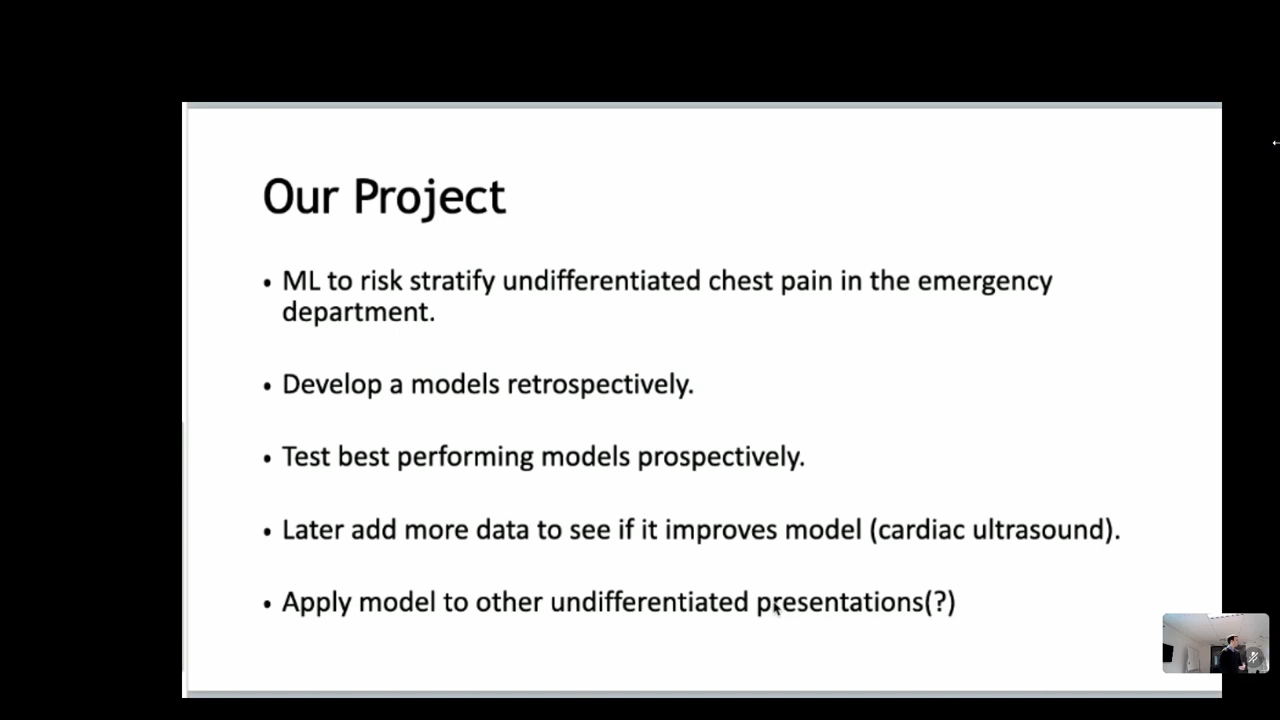 Our Project
• ML to risk stratify undifferentiated chest pain in the emergency
department.
• Develop a models retrospectively.
• Test best performing models prospectively.
• Later add more data to see if it improves model (cardiac ultrasound).
• Apply model to other undifferentiated presentations(?)